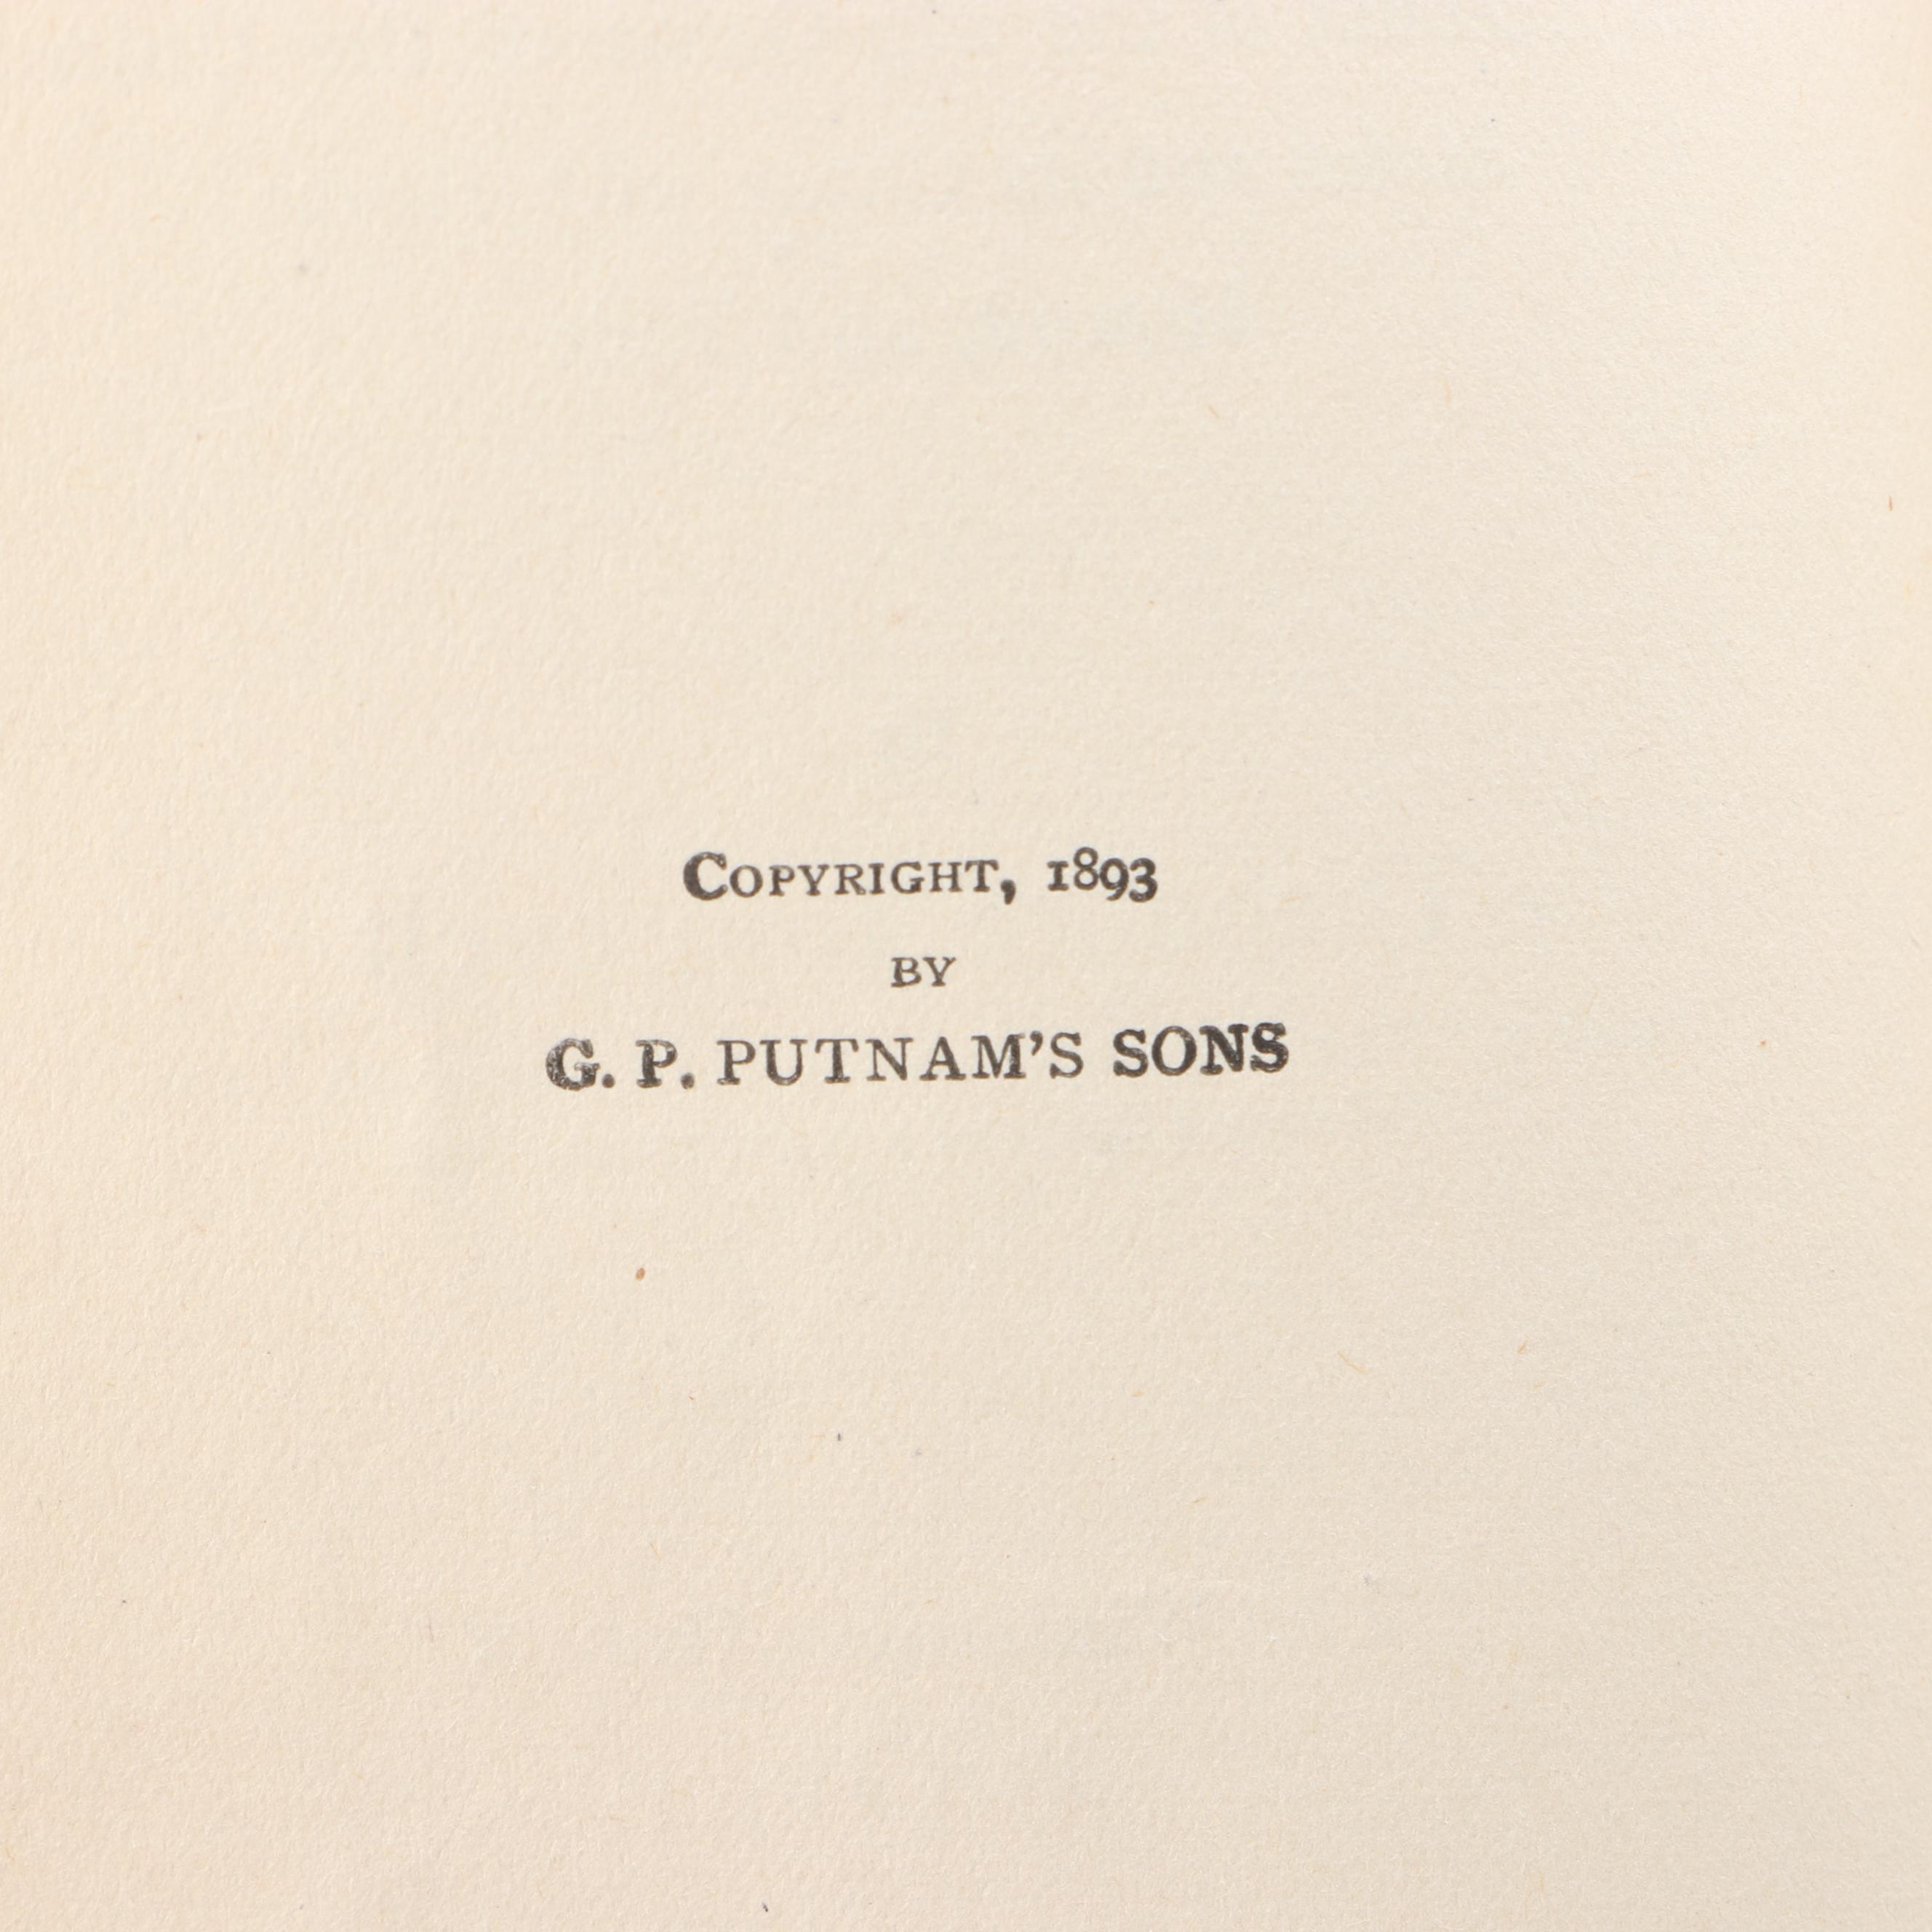 Copyright, 1893
BY
G. P. PUTNAM'S SONS